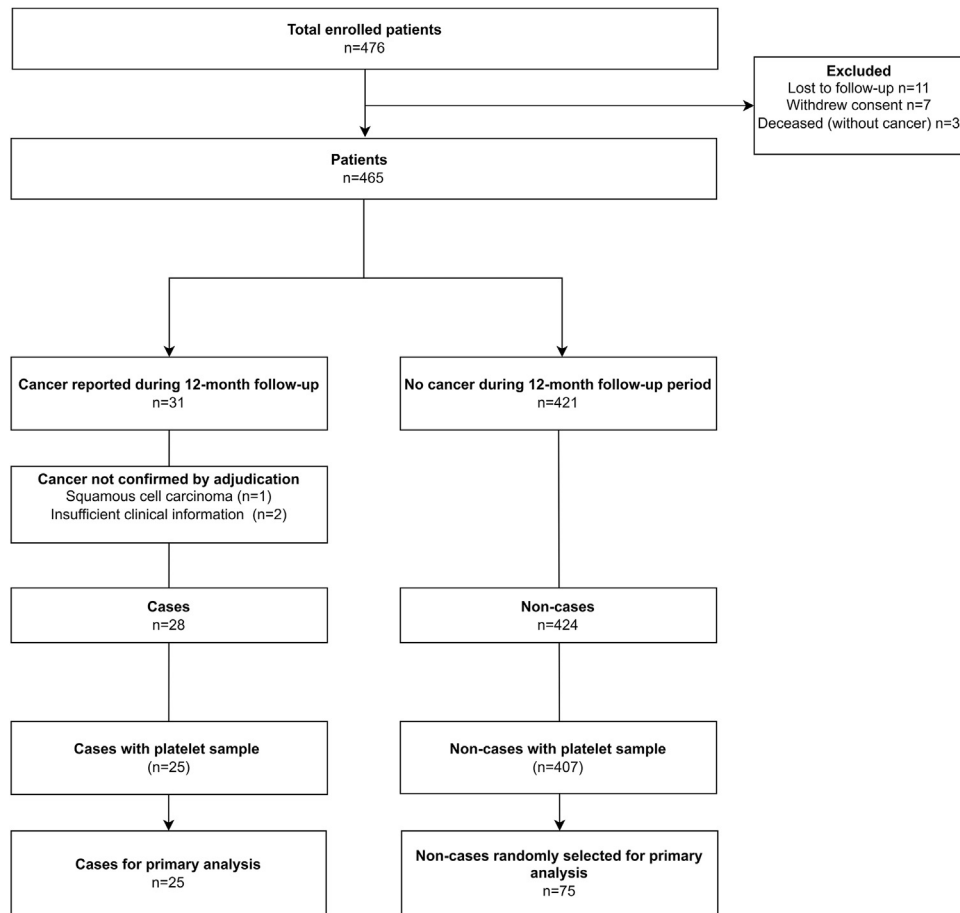 Total enrolled patients
n=476
Excluded
Lost to follow-up n=11
Withdrew consent n=7
Deceased (without cancer) n=3
Patients
n=465
Cancer reported during 12-month follow-up
n=31
No cancer during 12-month follow-up period
n=421
Cancer not confirmed by adjudication
Squamous cell carcinoma (n=1)
Insufficient clinical information (n=2)
Cases
n=28
Non-cases
n=424
Cases with platelet sample
(n=25)
Non-cases with platelet sample
(n=407)
Cases for primary analysis
n=25
Non-cases randomly selected for primary
analysis
n=75